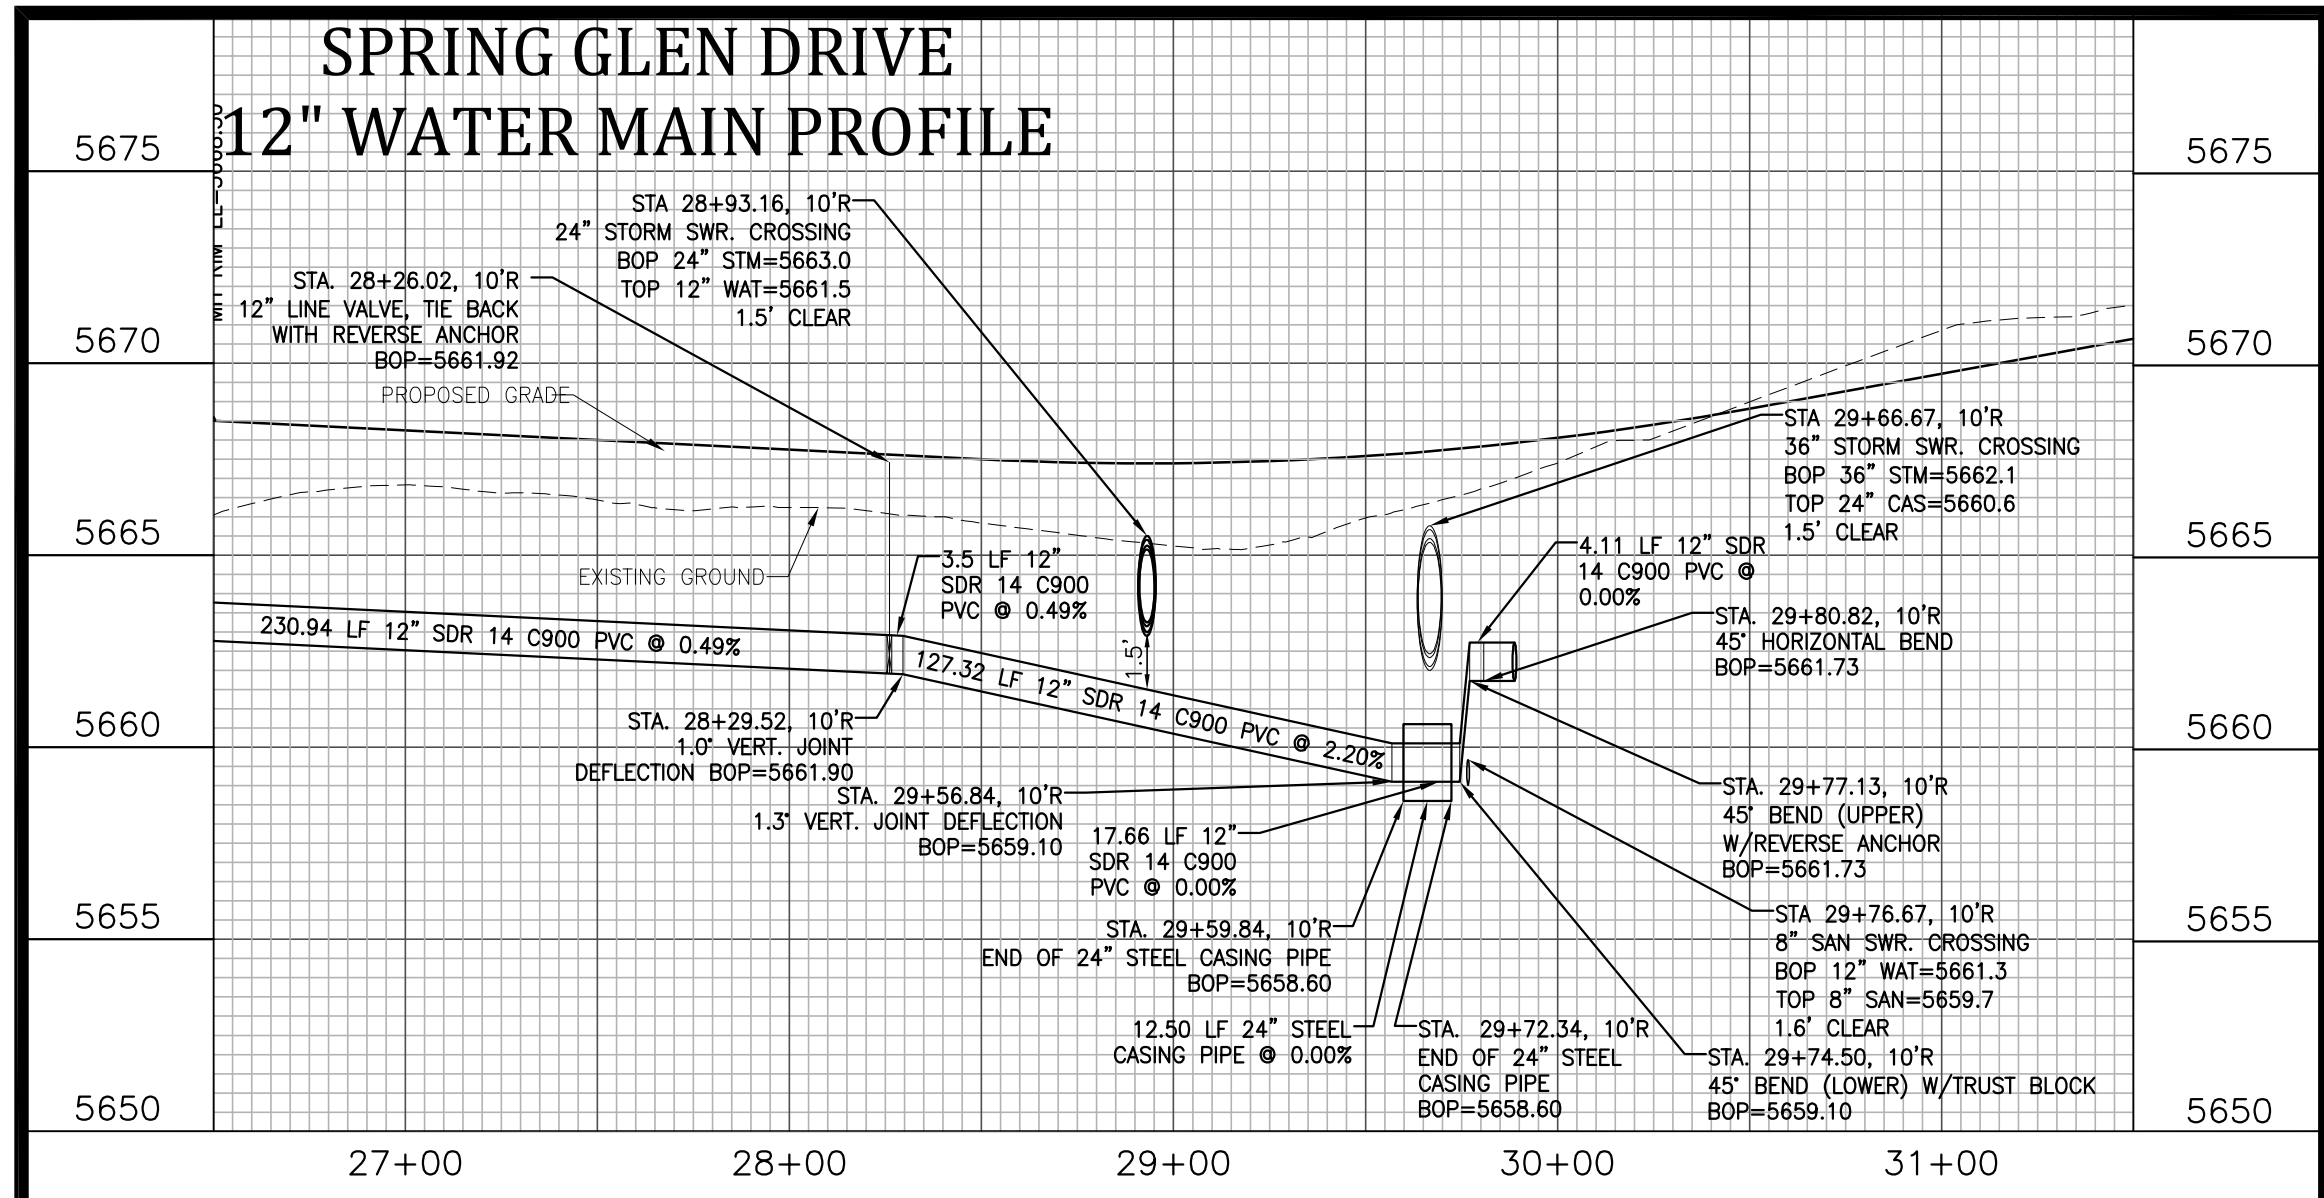 SPRING GLEN DRIVE
12" WATER MAIN PROFILE
5675
5675
STA 28+93.16, 10'R
24" STORM SWR. CROSSING
BOP 24" STM=5663.0
TOP 12" WAT=5661.5
1.5' CLEAR
STA. 28+26.02, 10'R
12" LINE VALVE, TIE BACK
WITH REVERSE ANCHOR
BOP=5661.92
5670
5670
PROPOSED GRADE
STA 29+66.67, 10'R
36" STORM SWR. CROSSING
BOP 36" STM=5662.1
TOP 24" CAS=5660.6
1.5' CLEAR
5665
5665
EXISTING GROUND
3.5 LF 12"
SDR 14 C900
PVC @ 0.49%
4.11 LF 12" SDR
14 C900 PVC @
0.00%
STA. 29+80.82, 10'R
45° HORIZONTAL BEND
BOP=5661.73
230.94 LF 12" SDR 14 C900 PVC @ 0.49%
1.5'
127.32 LF 12" SDR 14 C900 PVC @ 2.20%
STA. 28+29.52, 10'R
1.0° VERT. JOINT
DEFLECTION BOP=5661.90
5660
5660
STA. 29+56.84, 10'R
1.3° VERT. JOINT DEFLECTION
BOP=5659.10
STA. 29+77.13, 10'R
45° BEND (UPPER)
W/REVERSE ANCHOR
BOP=5661.73
17.66 LF 12"
SDR 14 C900
PVC @ 0.00%
5655
5655
STA. 29+59.84, 10'R
END OF 24" STEEL CASING PIPE
BOP=5658.60
STA 29+76.67, 10'R
8" SAN SWR. CROSSING
BOP 12" WAT=5661.3
TOP 8" SAN=5659.7
1.6' CLEAR
12.50 LF 24" STEEL
CASING PIPE @ 0.00%
STA. 29+72.34, 10'R
END OF 24" STEEL
CASING PIPE
BOP=5658.60
STA. 29+74.50, 10'R
45° BEND (LOWER) W/TRUST BLOCK
BOP=5659.10
5650
5650
27+00
28+00
29+00
30+00
31+00